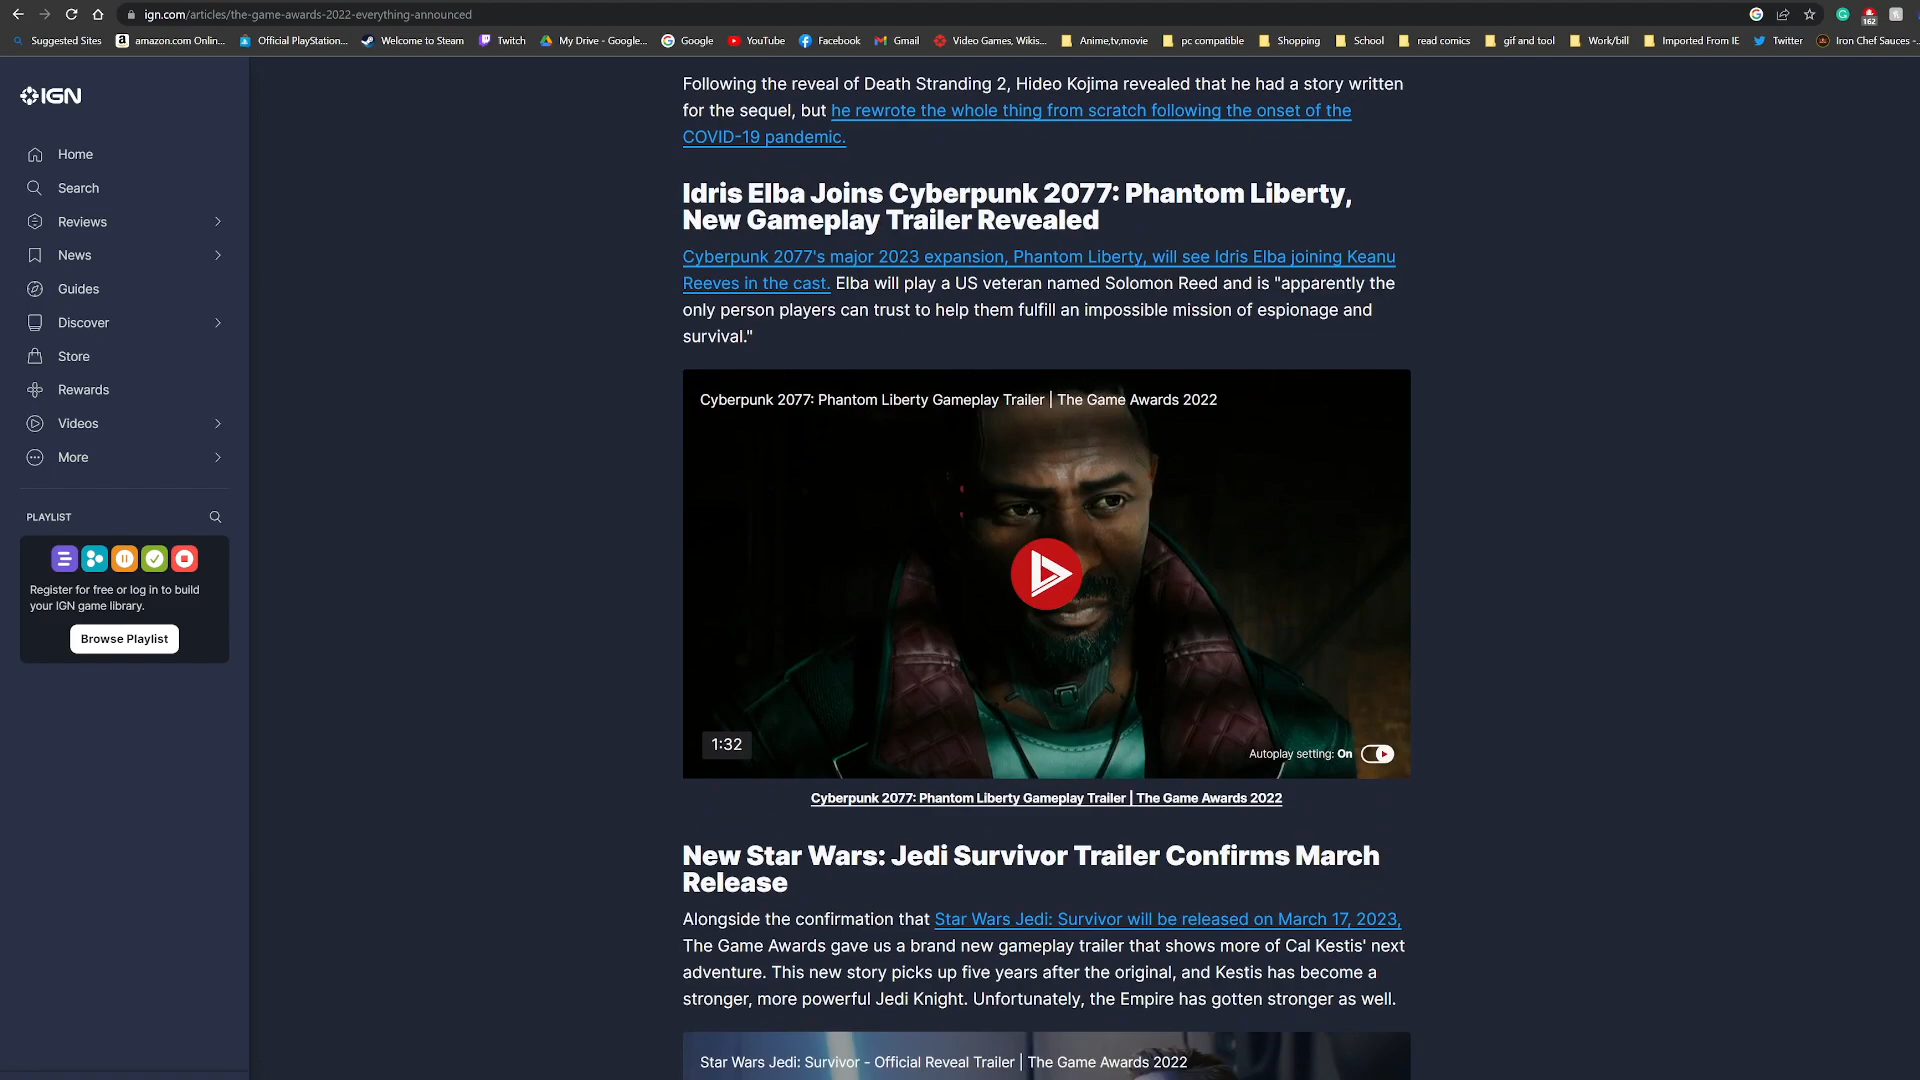 ign.com/articles/the-game-awards-2022-everything-announced
162
Suggested Sites
amazon.com Onlin...
Official PlayStation...
Welcome to Steam
Twitch
My Drive - Google...
Google
YouTube
Facebook
Gmail
Video Games, Wikis...
Anime,tv,movie
pc compatible
Shopping
School
read comics
gif and tool
Work/bill
Imported From IE
Twitter
Iron Chef Sauces -...
IGN
Home
Search
Reviews
News
Guides
Discover
Store
Rewards
Videos
More
PLAYLIST
Register for free or log in to build
your IGN game library.
Browse Playlist
Following the reveal of Death Stranding 2, Hideo Kojima revealed that he had a story written
for the sequel, but he rewrote the whole thing from scratch following the onset of the
COVID-19 pandemic.
Idris Elba Joins Cyberpunk 2077: Phantom Liberty,
New Gameplay Trailer Revealed
Cyberpunk 2077's major 2023 expansion, Phantom Liberty, will see Idris Elba joining Keanu
Reeves in the cast. Elba will play a US veteran named Solomon Reed and is "apparently the
only person players can trust to help them fulfill an impossible mission of espionage and
survival."
Cyberpunk 2077: Phantom Liberty Gameplay Trailer | The Game Awards 2022
1:32
Autoplay setting: On
Cyberpunk 2077: Phantom Liberty Gameplay Trailer | The Game Awards 2022
New Star Wars: Jedi Survivor Trailer Confirms March
Release
Alongside the confirmation that Star Wars Jedi: Survivor will be released on March 17, 2023,
The Game Awards gave us a brand new gameplay trailer that shows more of Cal Kestis' next
adventure. This new story picks up five years after the original, and Kestis has become a
stronger, more powerful Jedi Knight. Unfortunately, the Empire has gotten stronger as well.
Star Wars Jedi: Survivor - Official Reveal Trailer | The Game Awards 2022